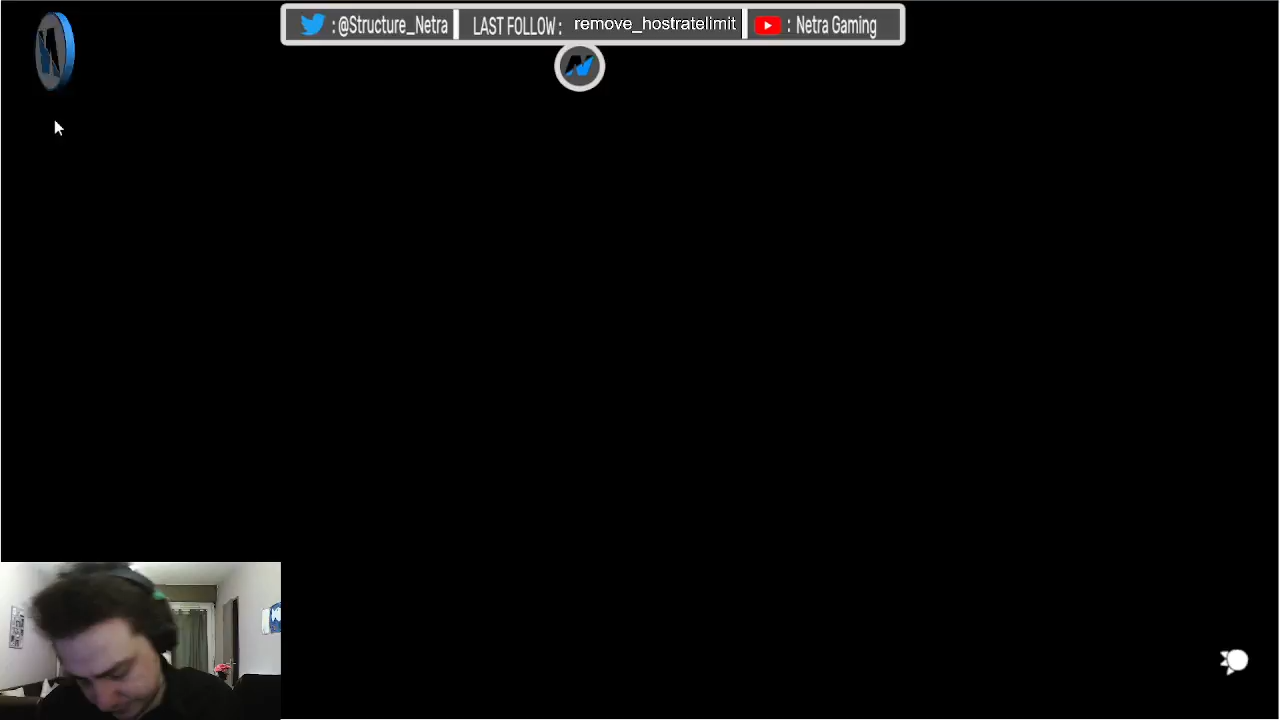 : @Structure_Netra LAST FOLLOW : remove_hostratelimit : Netra Gaming